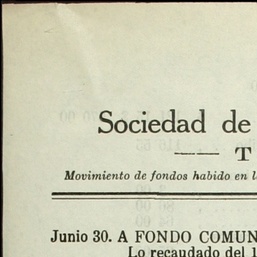 Sociedad de
— T
Movimiento de fondos habido en l
Junio 30. A FONDO COMUN
Lo recaudado del 1